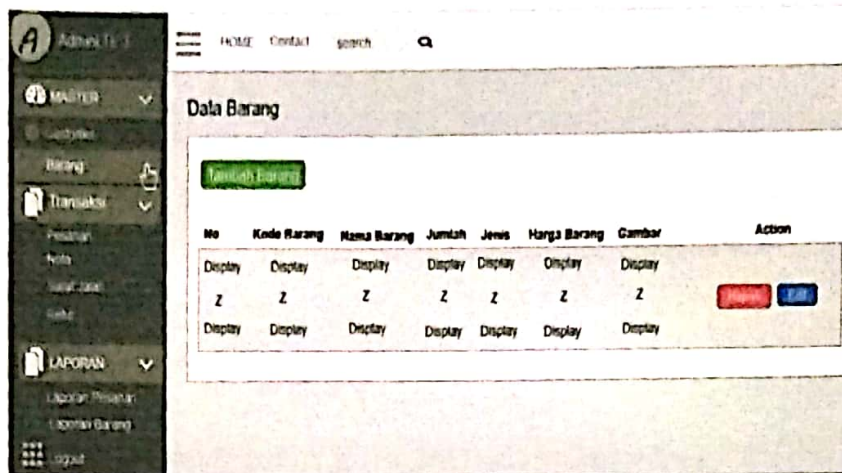 A
HOME Contact search
MASTER
Data Barang
Barang
Tambah Barang
Transaksi
No Kode Barang Nama Barang Jumlah Jenis Harga Barang Gambar Action
Display Display Display Display Display Display Display
Z Z Z Z Z Z Z
Edit
Display Display Display Display Display Display Display
LAPORAN
Laporan Pesanan
Laporan Barang
Logout